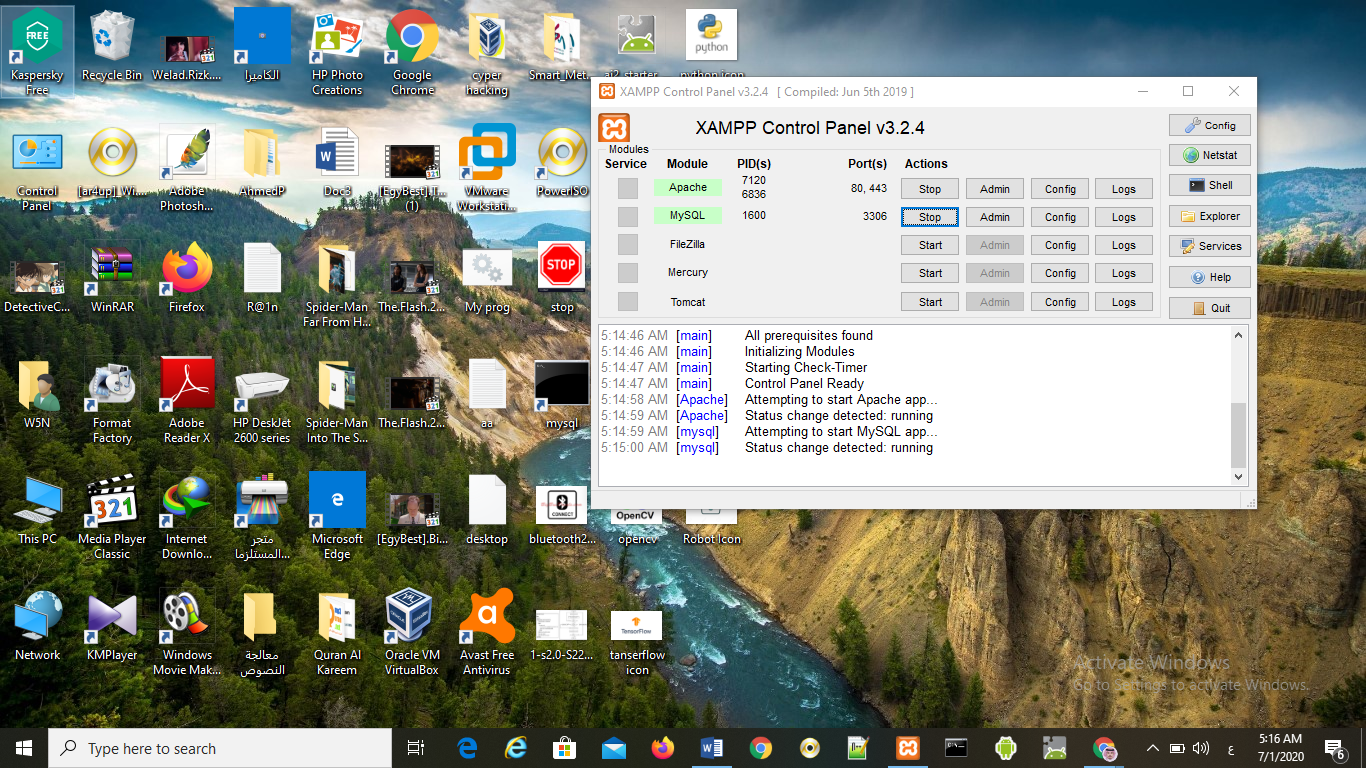 FREE
python
Kaspersky Free
Recycle Bin
Welad.Rizk....
الكاميرا
HP Photo Creations
Google Chrome
cyper hacking
Smart_Met...
ai2 starter
python icon
Control Panel
[ar4up]_Wi...
Adobe Photosh...
AhmedP
Doc3
[EgyBest].T... (1)
VMware Workstati...
PowerISO
DetectiveC...
WinRAR
Firefox
R@1n
Spider-Man Far From H...
The.Flash.2...
My prog
STOP
stop
W5N
Format Factory
Adobe Reader X
HP DeskJet 2600 series
Spider-Man Into The S...
The.Flash.2...
aa
mysql
This PC
Media Player Classic
Internet Downlo...
متجر المستلزما...
Microsoft Edge
[EgyBest].Bi...
desktop
CONNECT
bluetooth2...
OpenCV
opencv
Robot Icon
Network
KMPlayer
Windows Movie Mak...
معالجة النصوص
Quran Al Kareem
Oracle VM VirtualBox
Avast Free Antivirus
1-s2.0-S22...
TensorFlow
tanserflow icon
XAMPP Control Panel v3.2.4 [ Compiled: Jun 5th 2019 ]
XAMPP Control Panel v3.2.4
Config
Modules
Service Module PID(s) Port(s) Actions
Netstat
Apache 7120 6836 80, 443 Stop Admin Config Logs
Shell
MySQL 1600 3306 Stop Admin Config Logs
Explorer
FileZilla Start Admin Config Logs
Services
Mercury Start Admin Config Logs
Help
Tomcat Start Admin Config Logs
Quit
5:14:46 AM [main] All prerequisites found
5:14:46 AM [main] Initializing Modules
5:14:47 AM [main] Starting Check-Timer
5:14:47 AM [main] Control Panel Ready
5:14:58 AM [Apache] Attempting to start Apache app...
5:14:59 AM [Apache] Status change detected: running
5:14:59 AM [mysql] Attempting to start MySQL app...
5:15:00 AM [mysql] Status change detected: running
Activate Windows
Go to Settings to activate Windows.
Type here to search
ع
5:16 AM
7/1/2020
6